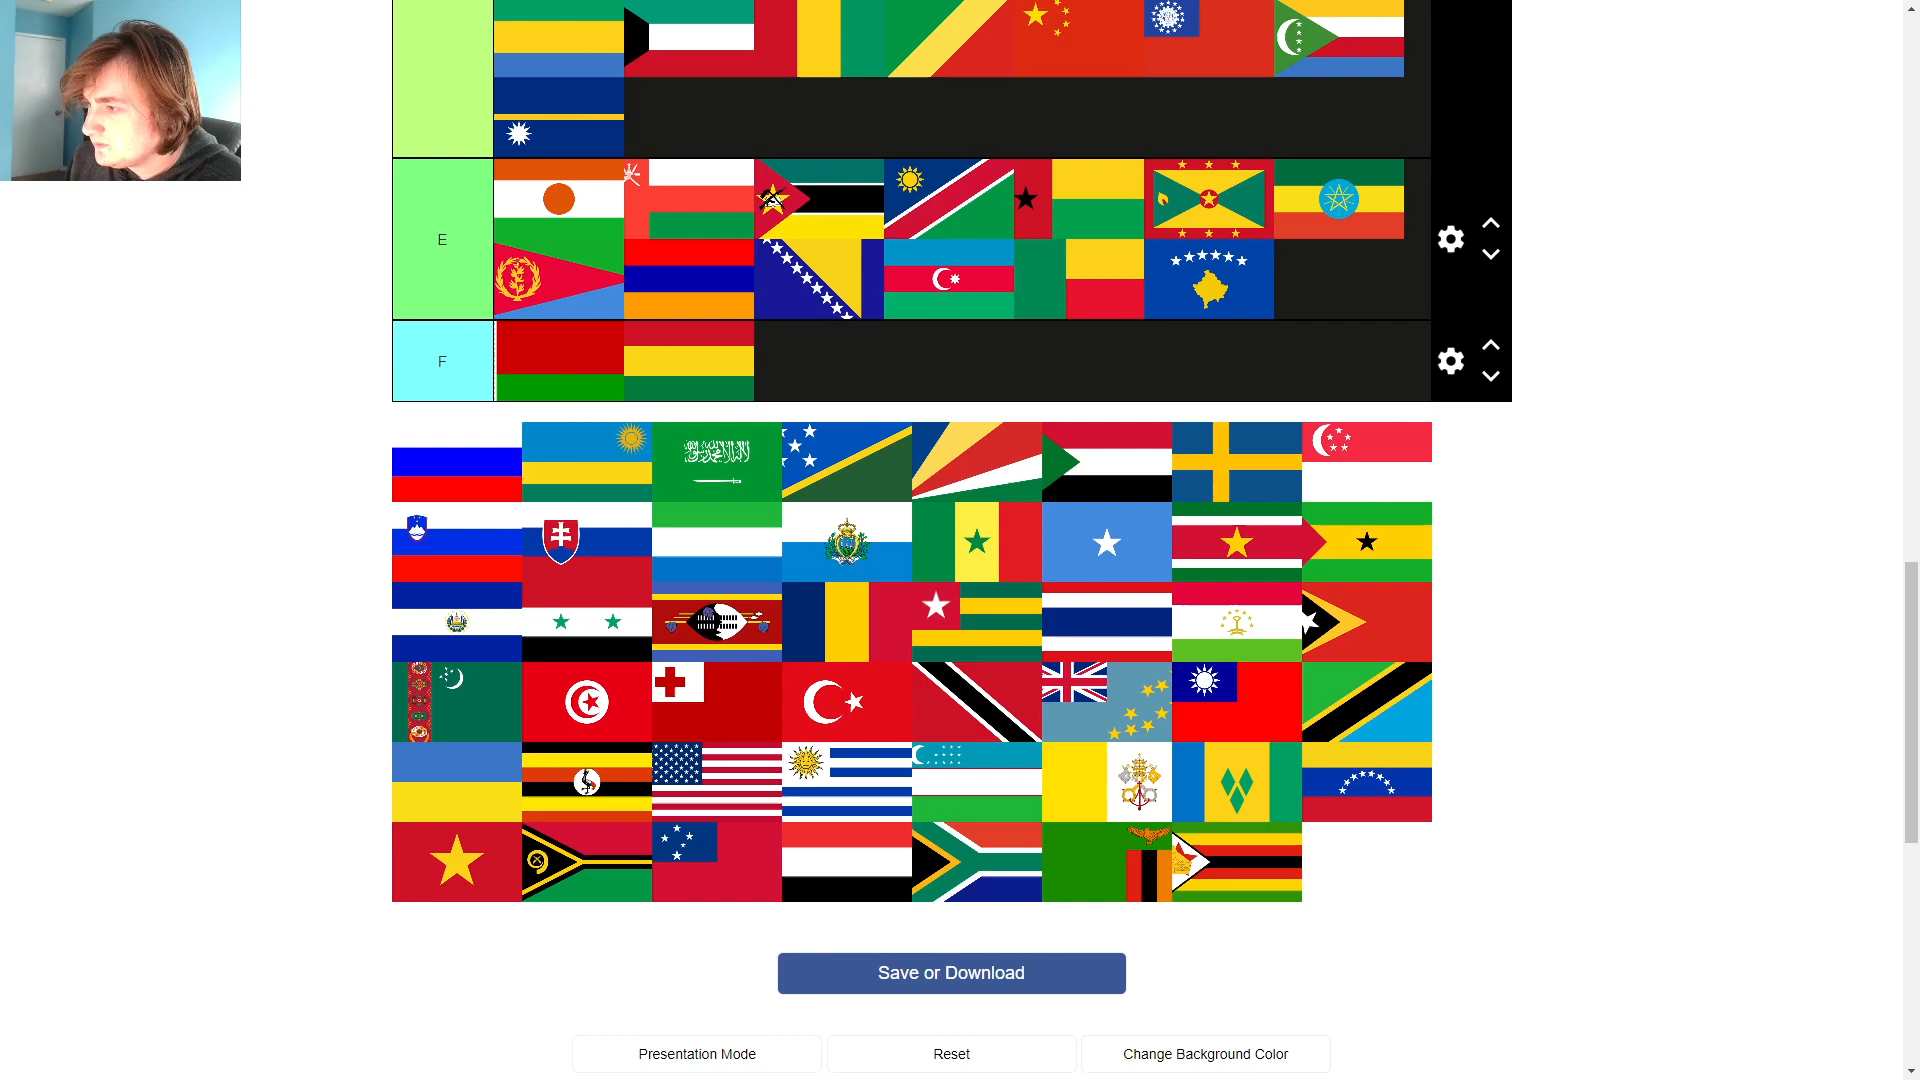 E
F
Save or Download
Presentation Mode
Reset
Change Background Color